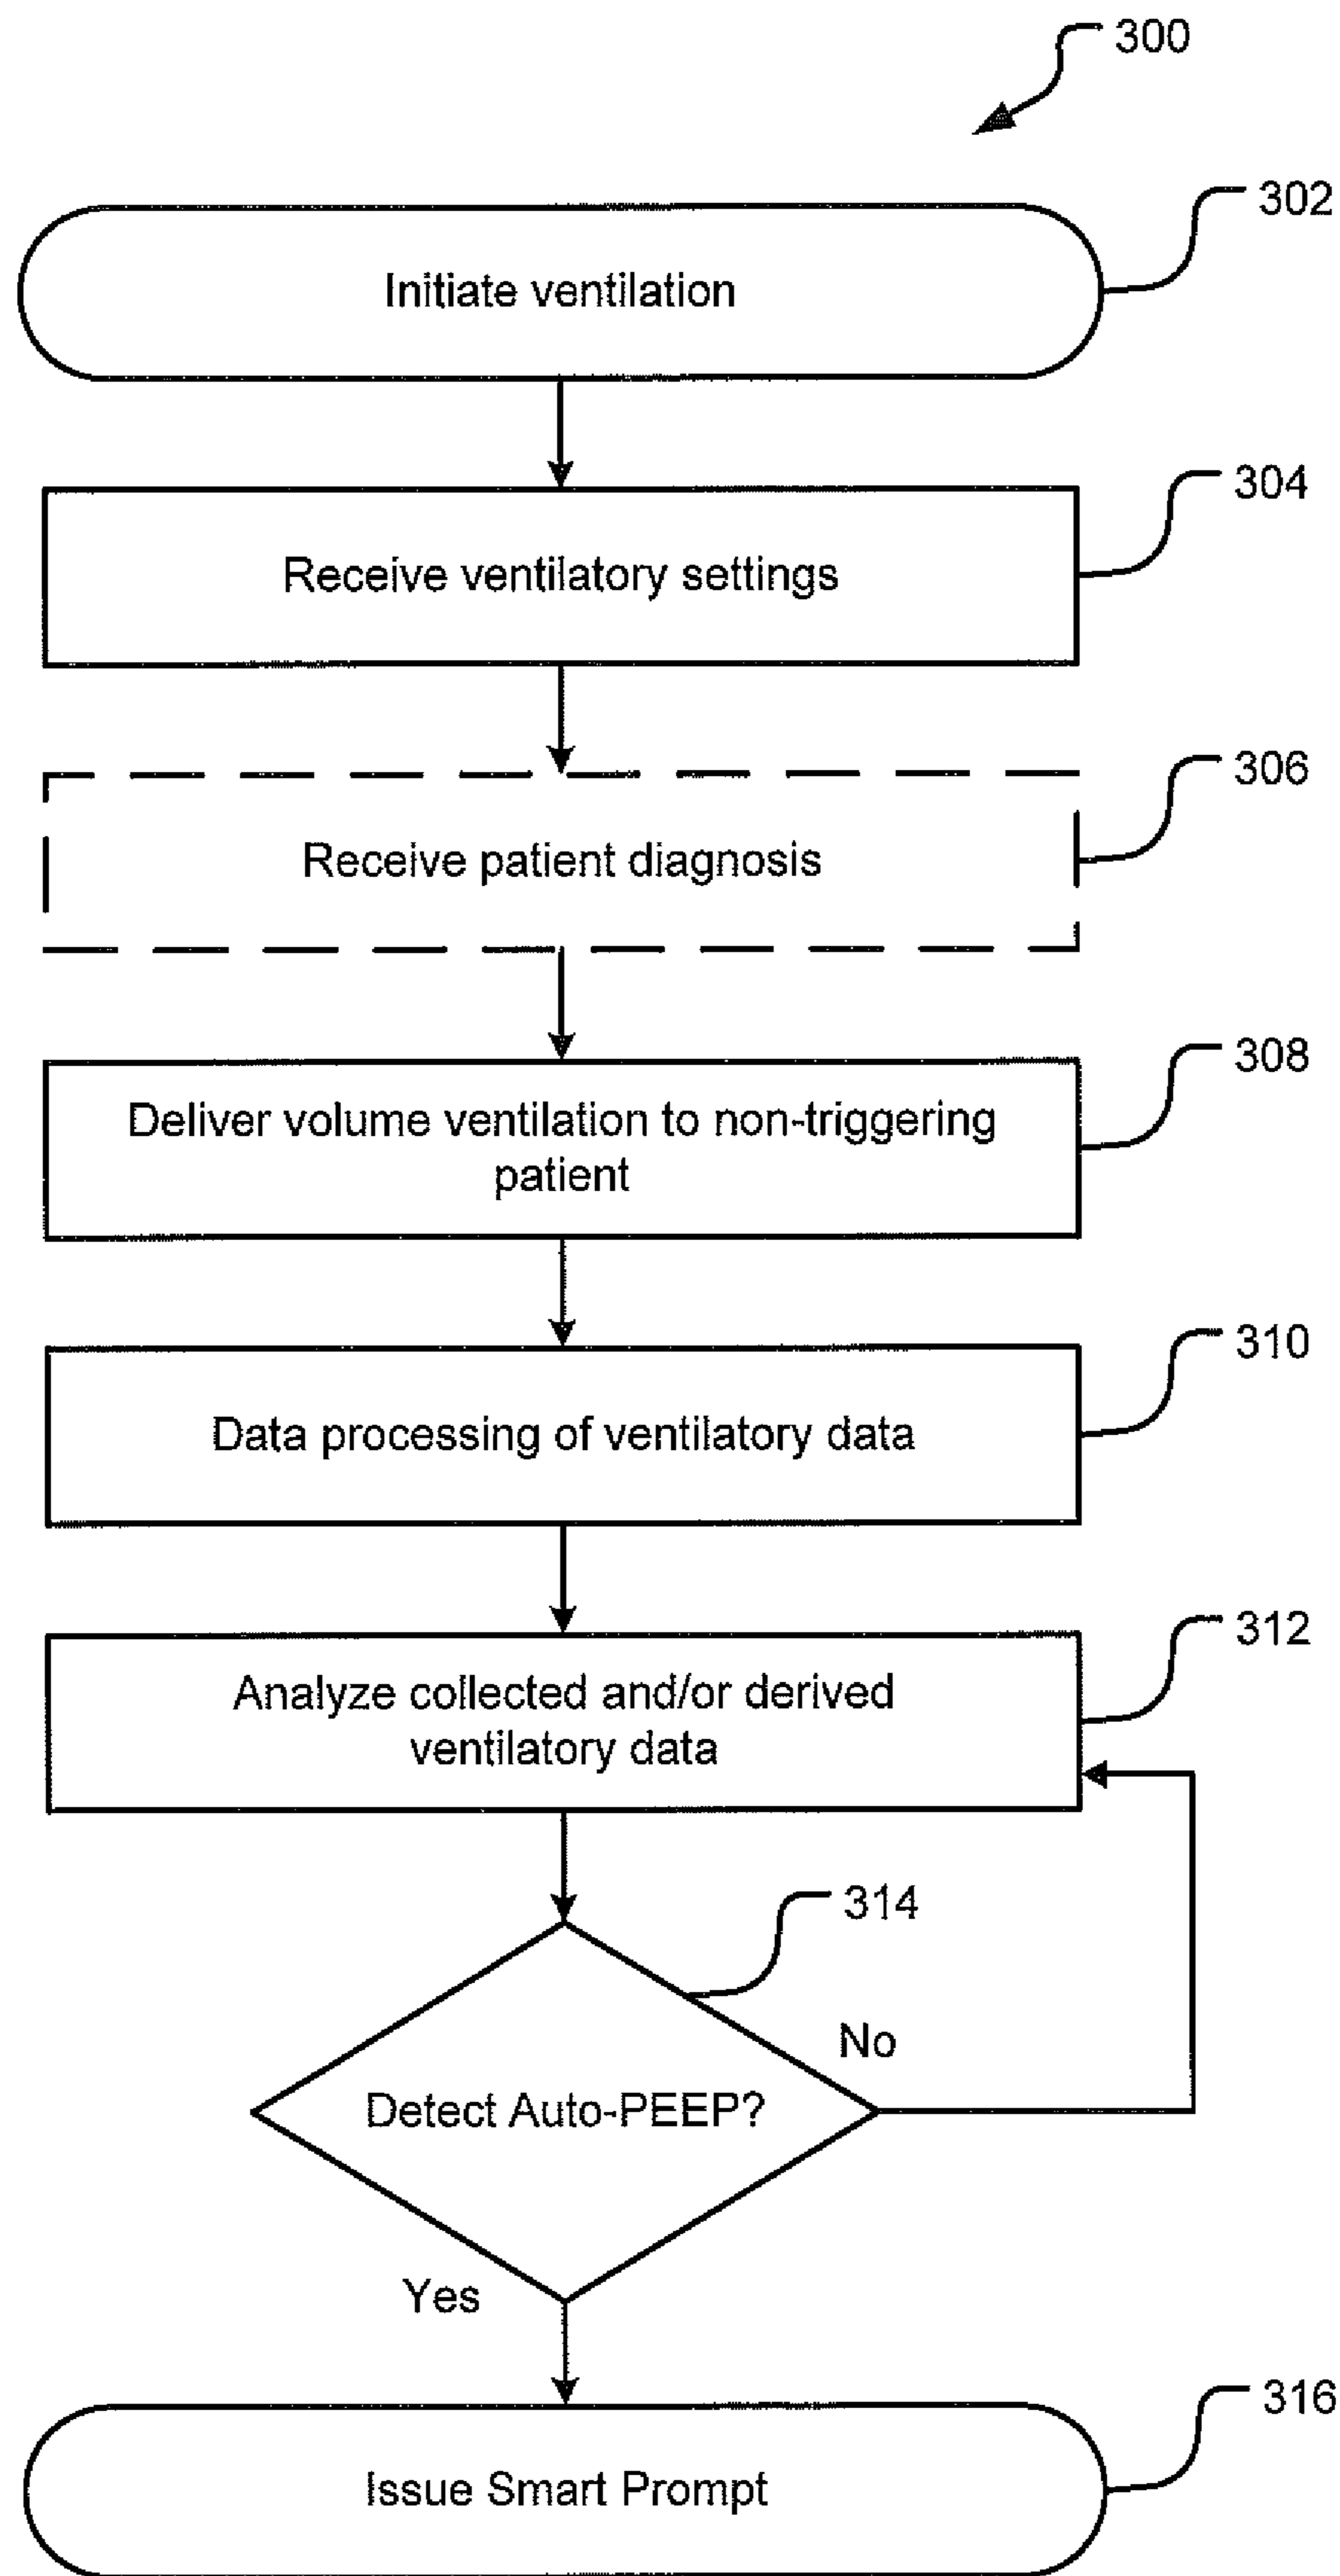 300
302
Initiate ventilation
304
Receive ventilatory settings
306
Receive patient diagnosis
308
Deliver volume ventilation to non-triggering
patient
310
Data processing of ventilatory data
312
Analyze collected and/or derived
ventilatory data
314
No
Detect Auto-PEEP?
Yes
316
Issue Smart Prompt